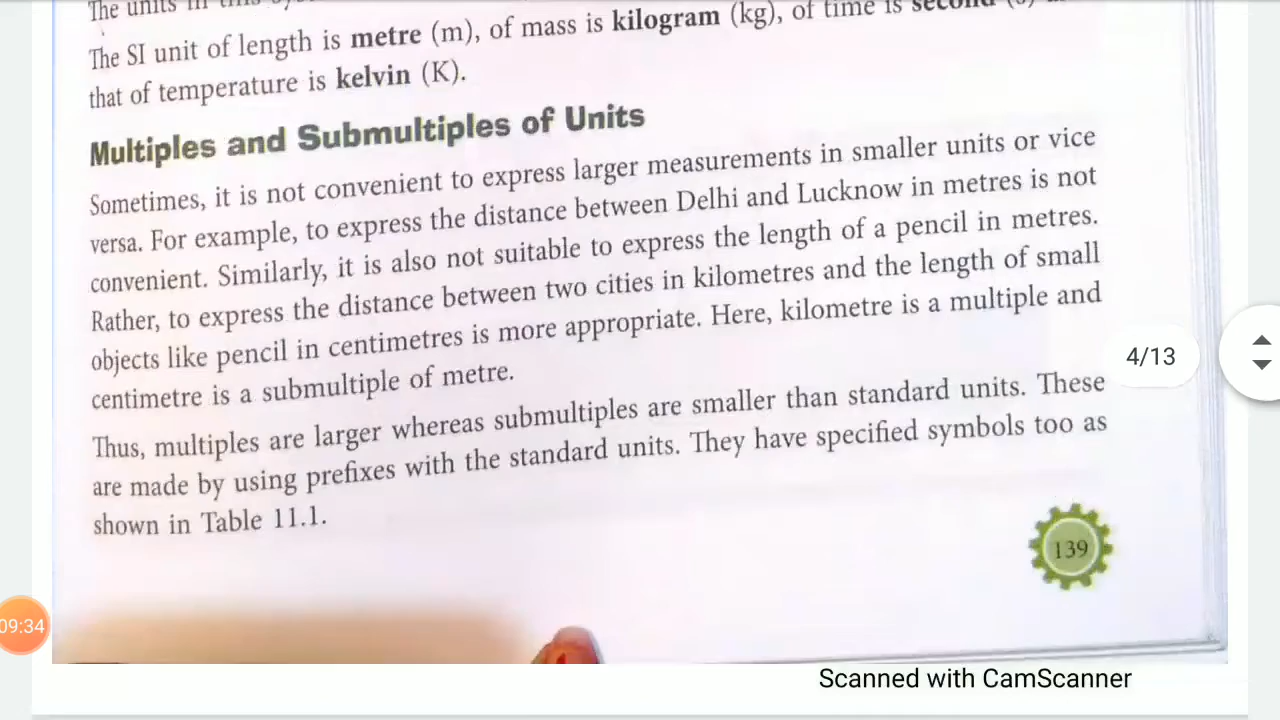 The units in this
The SI unit of length is metre (m), of mass is kilogram (kg), of time is second (s)
that of temperature is kelvin (K).
Multiples and Submultiples of Units
Sometimes, it is not convenient to express larger measurements in smaller units or vice
versa. For example, to express the distance between Delhi and Lucknow in metres is not
convenient. Similarly, it is also not suitable to express the length of a pencil in metres.
Rather, to express the distance between two cities in kilometres and the length of small
objects like pencil in centimetres is more appropriate. Here, kilometre is a multiple and
centimetre is a submultiple of metre.
Thus, multiples are larger whereas submultiples are smaller than standard units. These
are made by using prefixes with the standard units. They have specified symbols too as
shown in Table 11.1.
139
4/13
09:34
Scanned with CamScanner